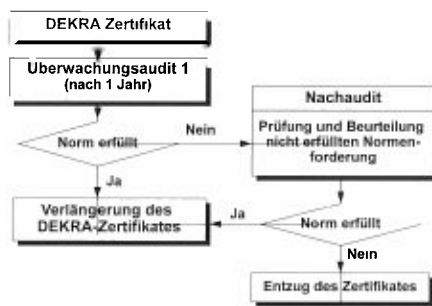 DEKRA Zertifikat
Überwachungsaudit 1
(nach 1 Jahr)
Norm erfüllt
Nein
Ja
Nachaudit
Prüfung und Beurteilung
nicht erfüllten Normen-
forderung
Verlängerung des
DEKRA-Zertifikates
Ja
Norm erfüllt
Nein
Entzug des Zertifikates